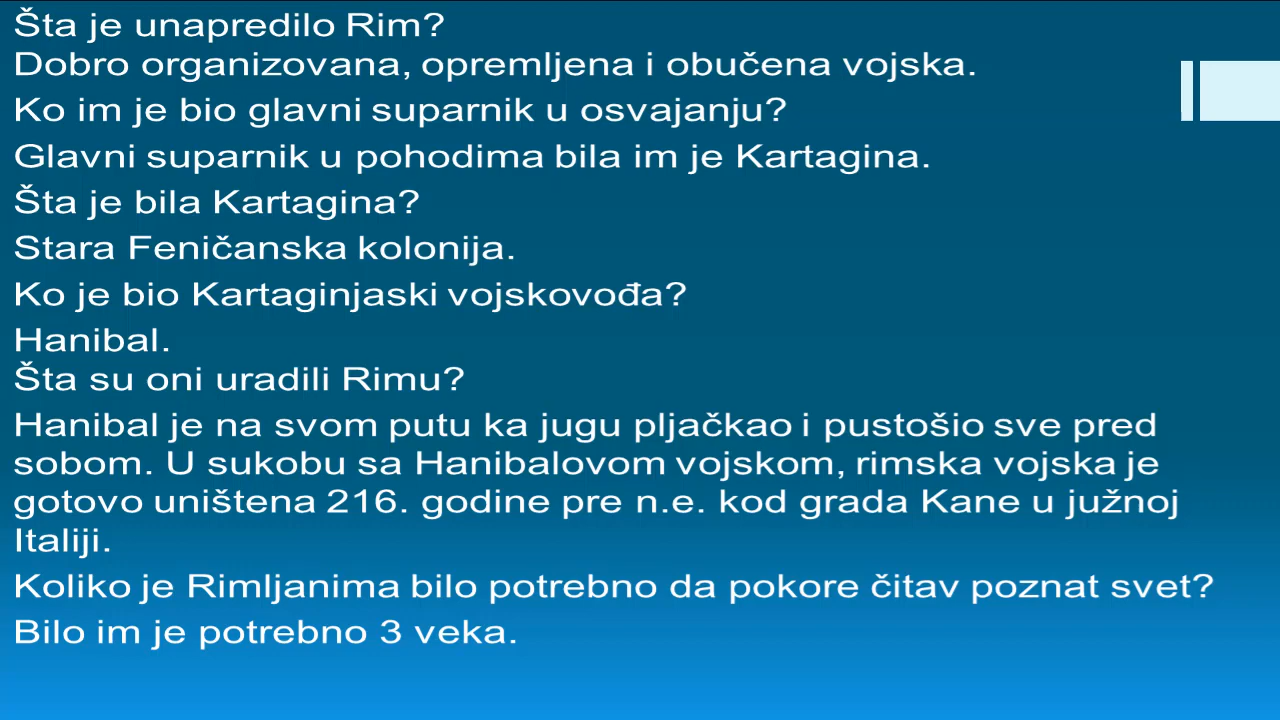 Šta je unapredilo Rim?
Dobro organizovana, opremljena i obučena vojska.
Ko im je bio glavni suparnik u osvajanju?
Glavni suparnik u pohodima bila im je Kartagina.
Šta je bila Kartagina?
Stara Feničanska kolonija.
Ko je bio Kartaginjaski vojskovođa?
Hanibal.
Šta su oni uradili Rimu?
Hanibal je na svom putu ka jugu pljačkao i pustošio sve pred
sobom. U sukobu sa Hanibalovom vojskom, rimska vojska je
gotovo uništena 216. godine pre n.e. kod grada Kane u južnoj
Italiji.
Koliko je Rimljanima bilo potrebno da pokore čitav poznat svet?
Bilo im je potrebno 3 veka.